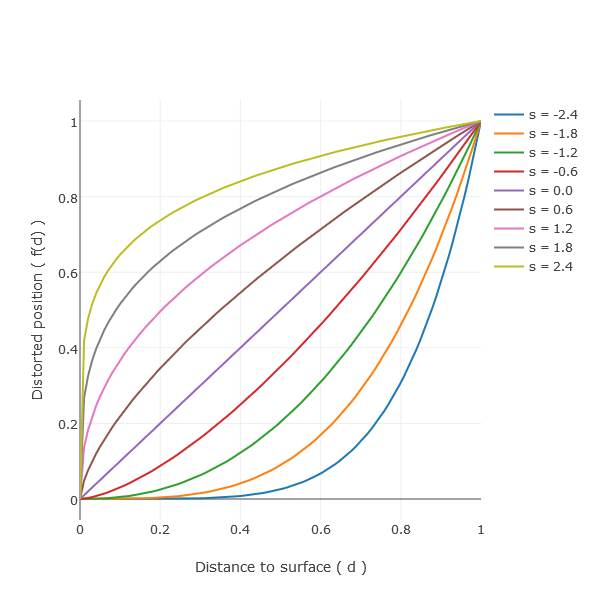 1
0.8
0.6
0.4
0.2
0
0
0.2
0.4
0.6
0.8
1
Distorted position ( f(d) )
Distance to surface ( d )
s = -2.4
s = -1.8
s = -1.2
s = -0.6
s = 0.0
s = 0.6
s = 1.2
s = 1.8
s = 2.4